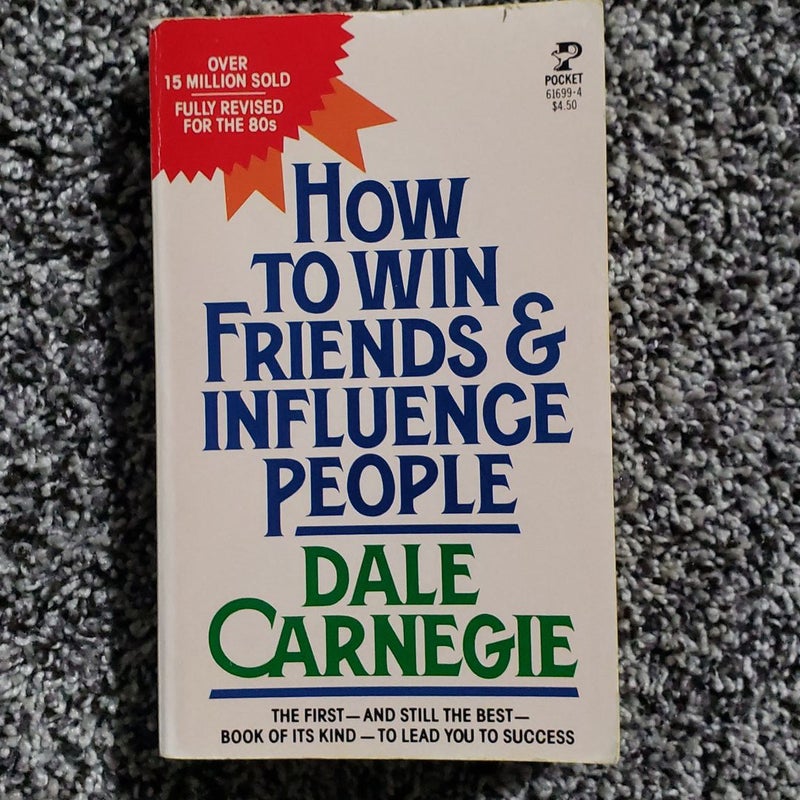 OVER
15 MILLION SOLD
FULLY REVISED
FOR THE 80s
P
POCKET
61699-4
$4.50
HOW
TO WIN
FRIENDS &
INFLUENCE
PEOPLE
DALE
CARNEGIE
THE FIRST—AND STILL THE BEST—
BOOK OF ITS KIND—TO LEAD YOU TO SUCCESS